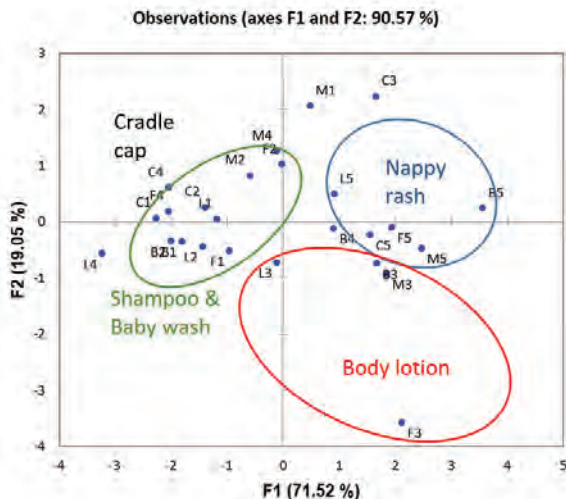 Observations (axes F1 and F2: 90.57 %)
3
C3
M1
2
Cradle
cap
M4
F2
Nappy
rash
M2
1
C4
C2
L5
F4
C1
L1
B5
0
B4
F5
C5
B2
B1
L2
F1
M5
L4
L3
B3
M3
-1
Shampoo &
Baby wash
-2
Body lotion
-3
F3
-4
-4
-3
-2
-1
0
1
2
3
4
5
F1 (71.52 %)
F2 (19.05 %)